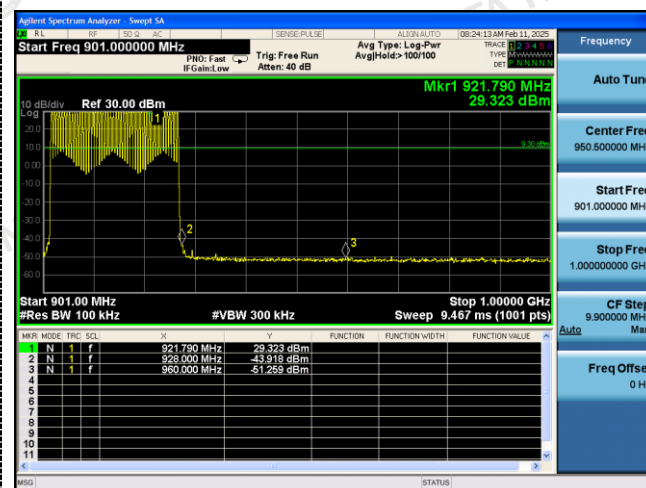 Agilent Spectrum Analyzer - Swept SA
RL RF 50 Ω AC SENSE:PULSE ALIGN AUTO 08:24:13 AM Feb 11, 2025
Start Freq 901.000000 MHz
PNO: Fast
IFGain:Low
Trig: Free Run
Atten: 40 dB
Avg Type: Log-Pwr
Avg|Hold:> 100/100
TRACE 1 2 3 4 5 6
TYPE
DET P N N N N N
Mkr1 921.790 MHz
29.323 dBm
10 dB/div Ref 30.00 dBm
Log
20.0
10.0
0.00
-10.0
-20.0
-30.0
-40.0
-50.0
-60.0
9.30 dBm
1
2
3
Start 901.00 MHz Stop 1.00000 GHz
#Res BW 100 kHz #VBW 300 kHz Sweep 9.467 ms (1001 pts)
MKR MODE TRC SCL X Y FUNCTION FUNCTION WIDTH FUNCTION VALUE
1 N 1 f 921.790 MHz 29.323 dBm
2 N 1 f 928.000 MHz -43.918 dBm
3 N 1 f 960.000 MHz -51.259 dBm
4
5
6
7
8
9
10
11
MSG STATUS
Frequency
Auto Tun
Center Fre
950.500000 MH
Start Fre
901.000000 MH
Stop Fre
1.000000000 GH
CF Ste
9.900000 MH
Auto Ma
Freq Offse
0 H